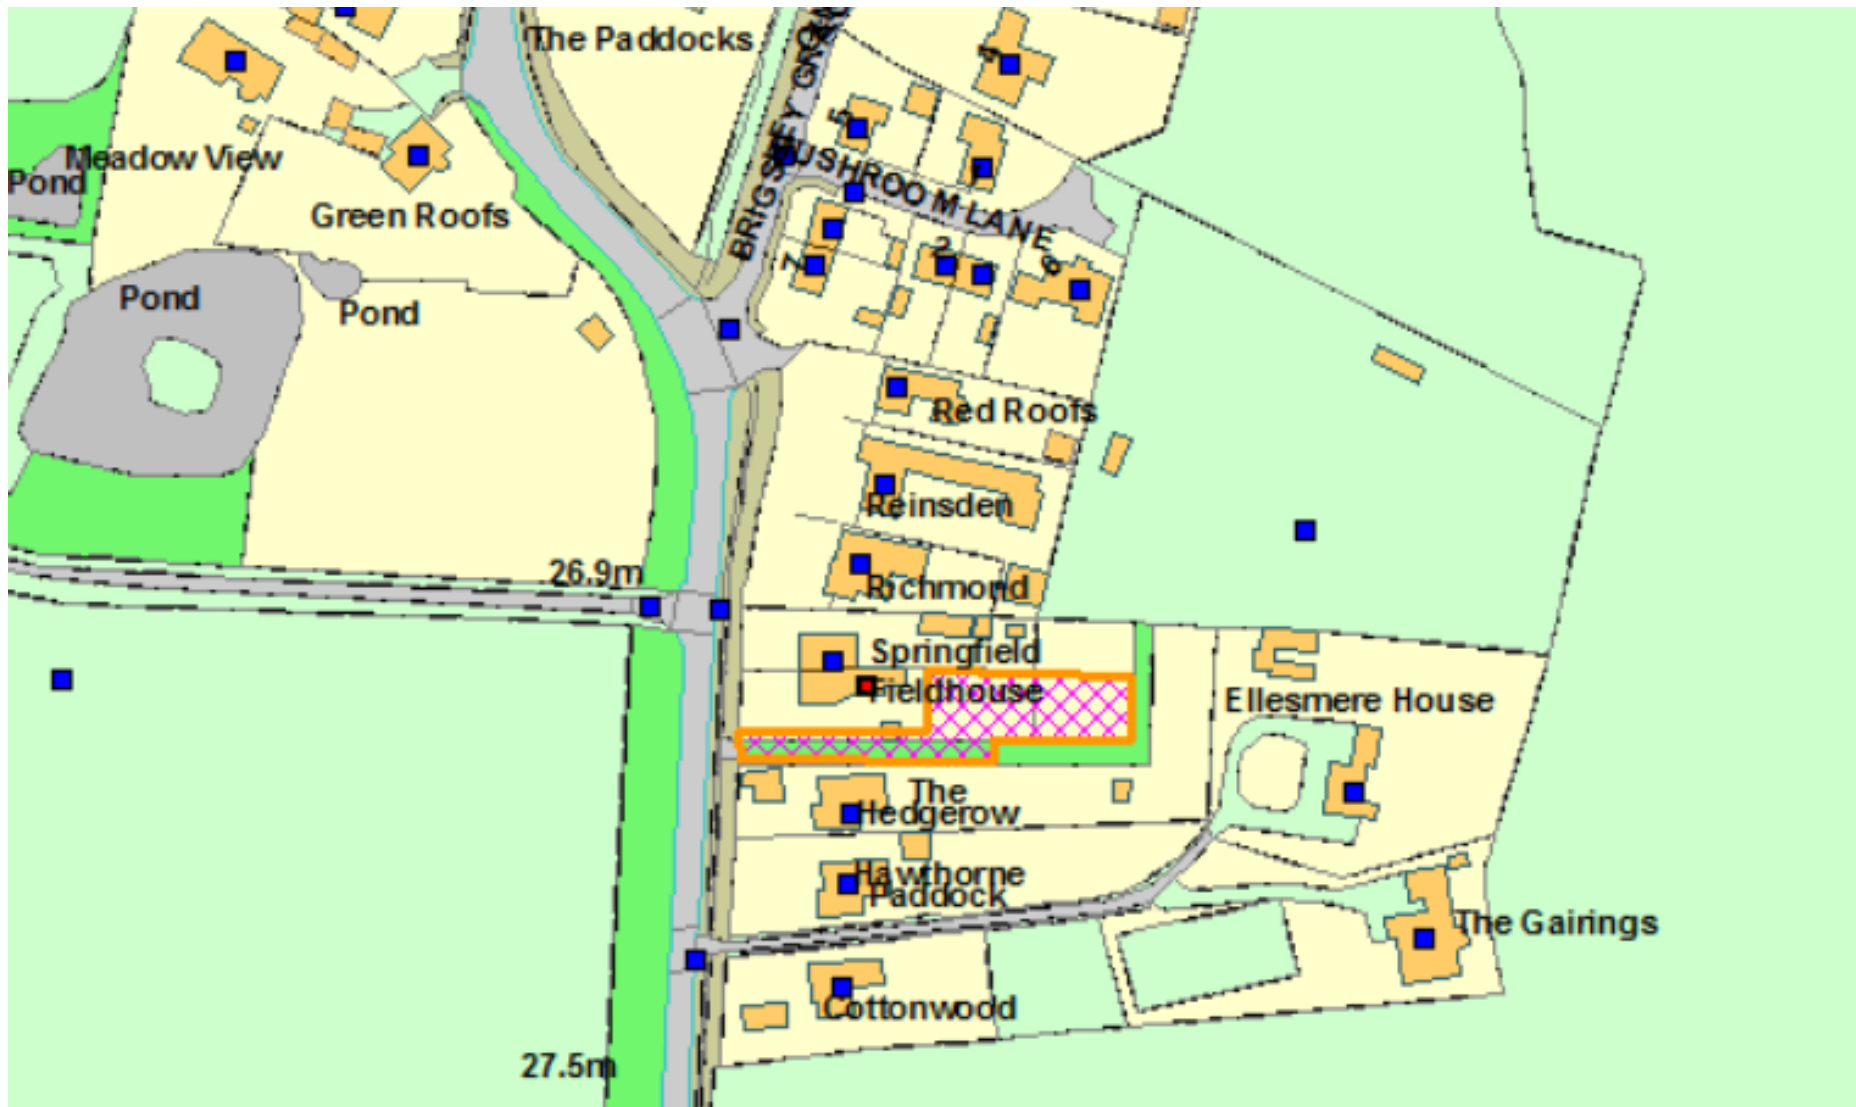 The Paddocks
4
5
Meadow View
Pond
MUSHROOM LANE
Green Roofs
BRIGSLEY GROVE
2
7
6
Pond
Pond
Red Roofs
Reinsden
26.9m
Richmond
Springfield
Fieldhouse
Ellesmere House
The
Hedgerow
Hawthorne
Paddock
The Gairings
Cottonwood
27.5m